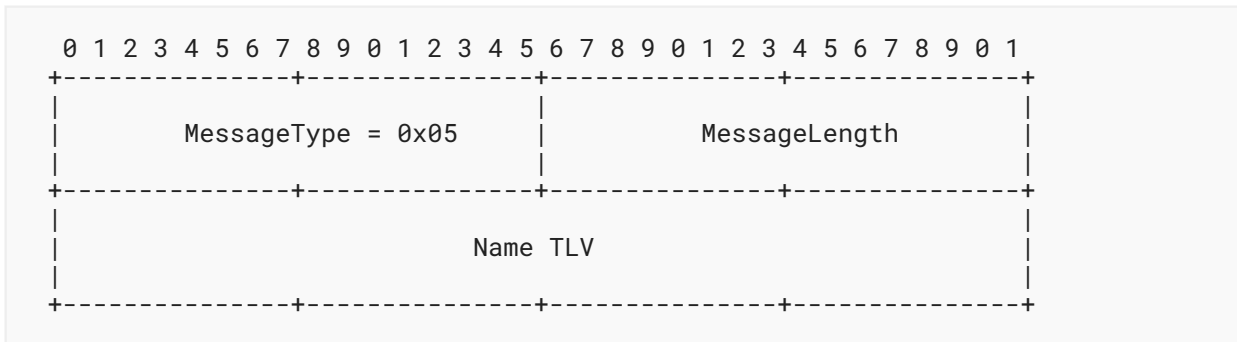 0 1 2 3 4 5 6 7 8 9 0 1 2 3 4 5 6 7 8 9 0 1 2 3 4 5 6 7 8 9 0 1
MessageType = 0x05 MessageLength
Name TLV